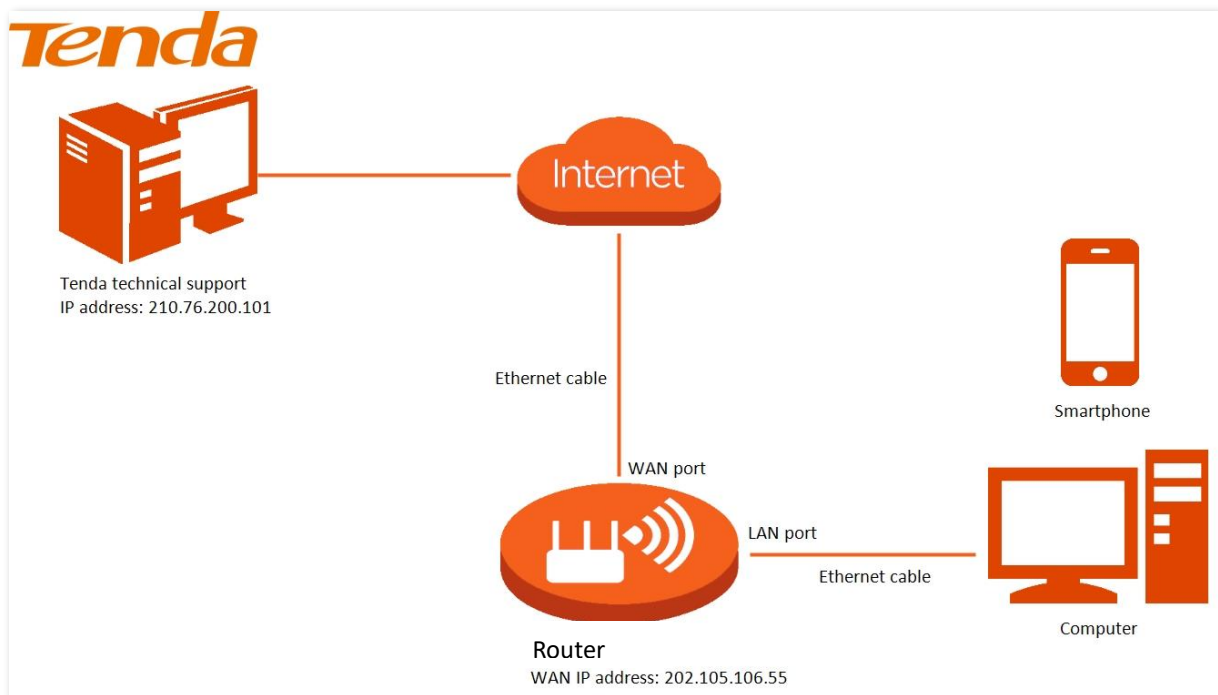 Tenda
Internet
Tenda technical support
IP address: 210.76.200.101
Ethernet cable
Smartphone
WAN port
LAN port
Ethernet cable
Computer
Router
WAN IP address: 202.105.106.55